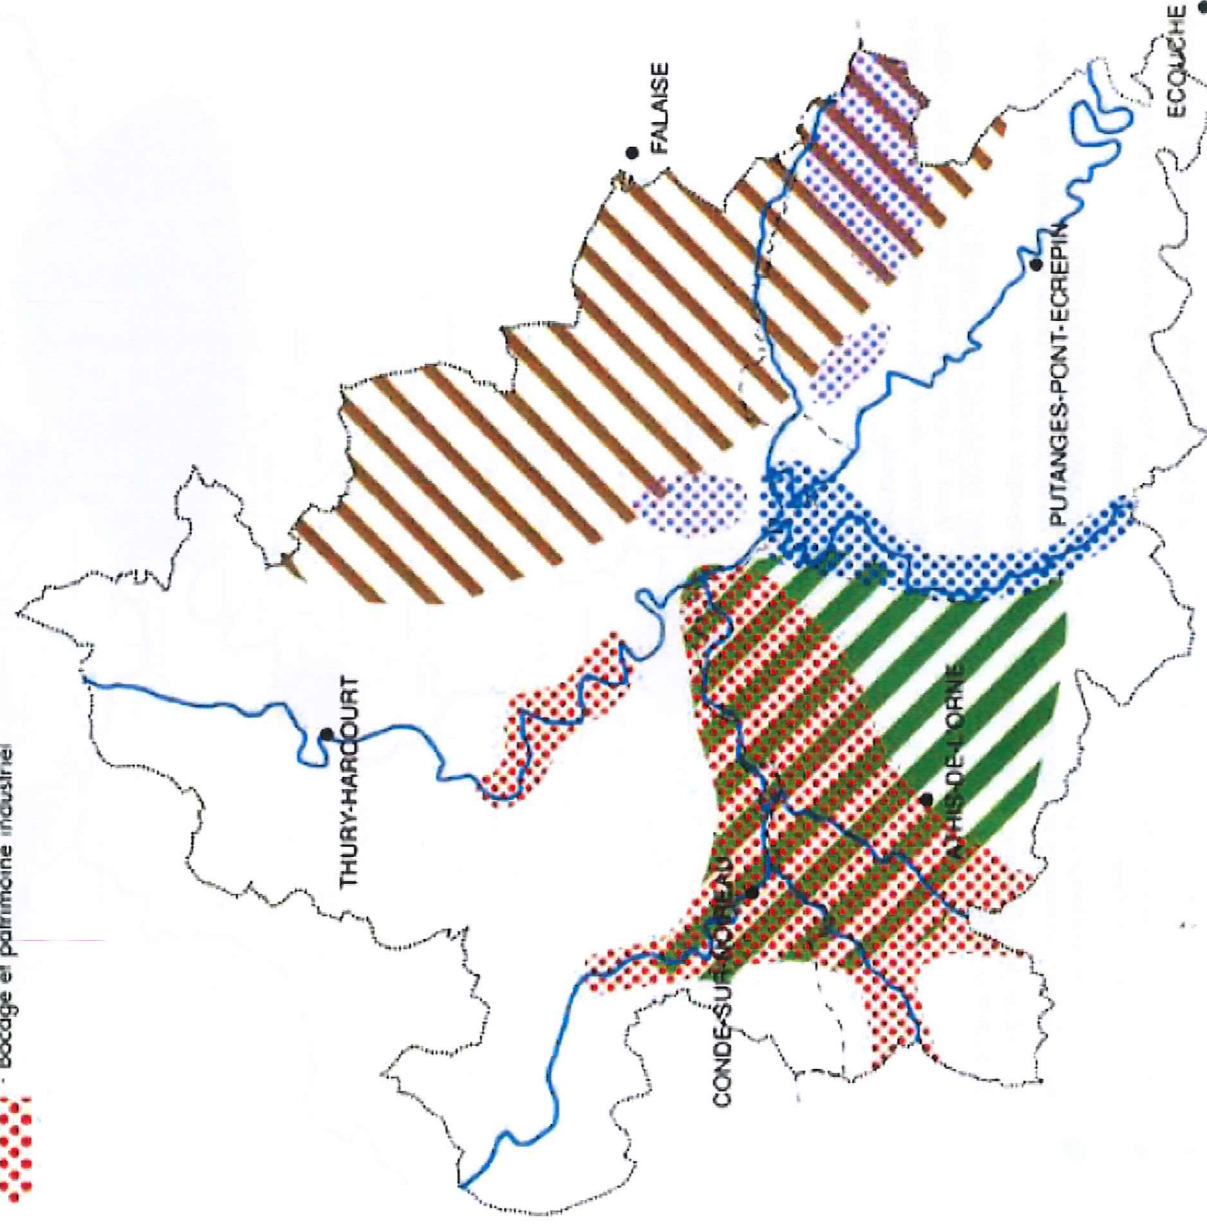 - Bocage et patrimoine industriel
THURY-HARCOURT
FALAISE
CONDE-SUR-NOIREAU
ATHIS-DE-L'ORNE
PUTANGES-PONT-ECREPIN
ECOUCHE